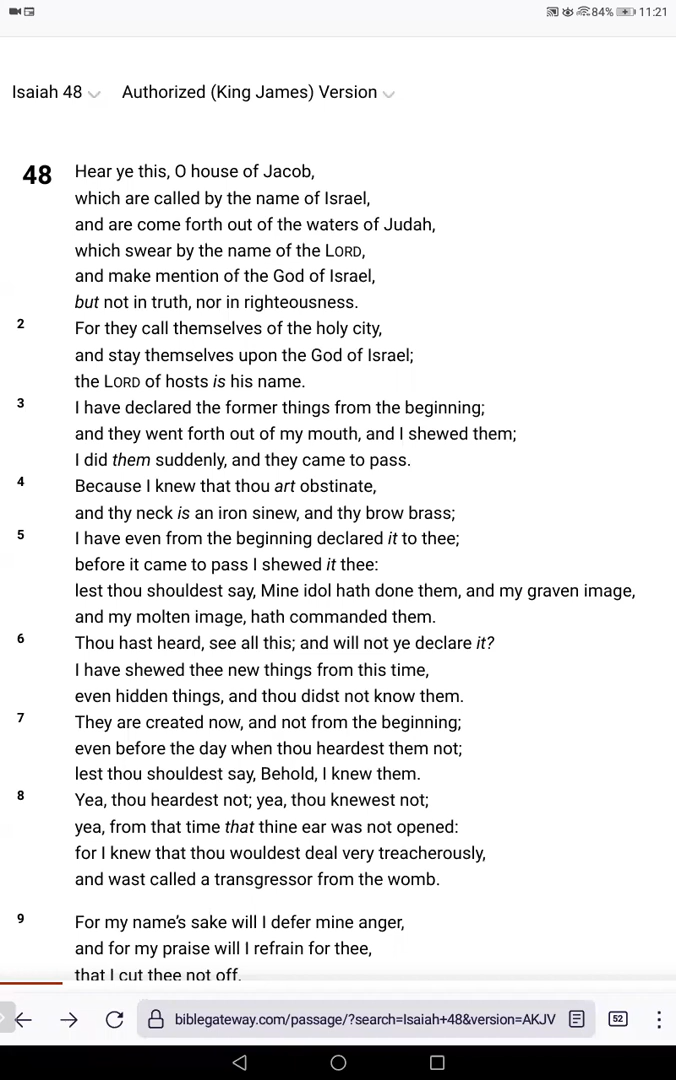 84% 11:21
Isaiah 48 Authorized (King James) Version
48 Hear ye this, O house of Jacob,
which are called by the name of Israel,
and are come forth out of the waters of Judah,
which swear by the name of the LORD,
and make mention of the God of Israel,
but not in truth, nor in righteousness.
2 For they call themselves of the holy city,
and stay themselves upon the God of Israel;
the LORD of hosts is his name.
3 I have declared the former things from the beginning;
and they went forth out of my mouth, and I shewed them;
I did them suddenly, and they came to pass.
4 Because I knew that thou art obstinate,
and thy neck is an iron sinew, and thy brow brass;
5 I have even from the beginning declared it to thee;
before it came to pass I shewed it thee:
lest thou shouldest say, Mine idol hath done them, and my graven image,
and my molten image, hath commanded them.
6 Thou hast heard, see all this; and will not ye declare it?
I have shewed thee new things from this time,
even hidden things, and thou didst not know them.
7 They are created now, and not from the beginning;
even before the day when thou heardest them not;
lest thou shouldest say, Behold, I knew them.
8 Yea, thou heardest not; yea, thou knewest not;
yea, from that time that thine ear was not opened:
for I knew that thou wouldest deal very treacherously,
and wast called a transgressor from the womb.
9 For my name's sake will I defer mine anger,
and for my praise will I refrain for thee,
that I cut thee not off.
biblegateway.com/passage/?search=Isaiah+48&version=AKJV 52